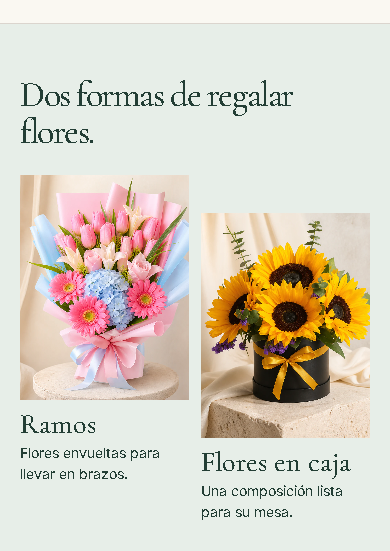 Dos formas de regalar
flores.
Ramos
Flores envueltas para
llevar en brazos.
Flores en caja
Una composición lista
para su mesa.